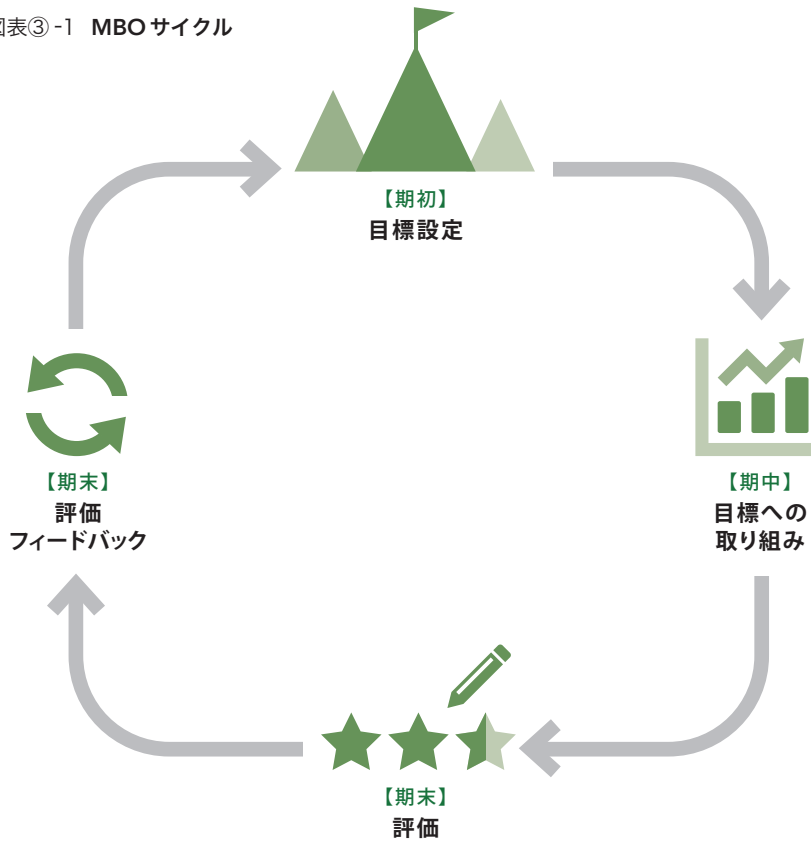 図表③-1 MBOサイクル
【期初】
目標設定
【期中】
目標への
取り組み
【期末】
評価
【期末】
評価
フィードバック